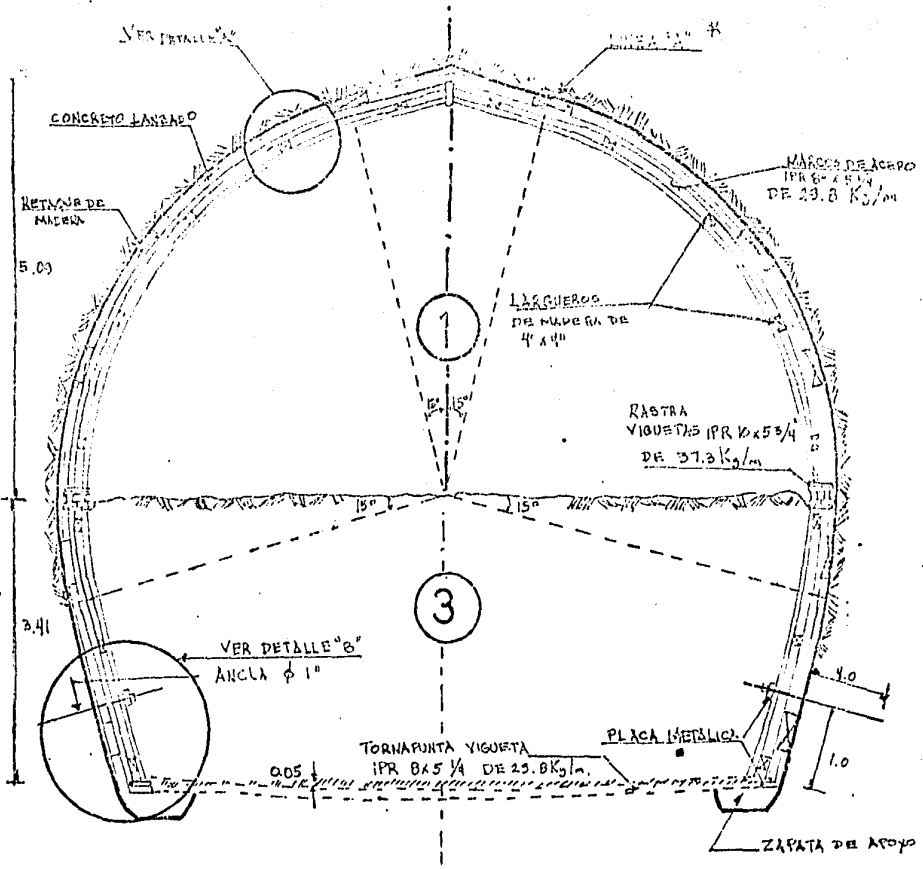 VER DETALLE "A"
LINEA "A" *
CONCRETO LANZADO
MARCOS DE ACERO
IPR 8" x 5 1/4
DE 29.8 Kg/m
RETAQUE DE
MADERA
5.00
LARGUEROS
DE MADERA DE
4" x 4"
1
15° 15°
RASTRA
VIGUETAS IPR 10 x 5 3/4"
DE 37.3 Kg/m
15°
15°
3.41
3
VER DETALLE "B"
ANCLA ϕ 1"
4.0
PLACA METALICA
TORNAPUNTA VIGUETA
IPR 8 x 5 1/4 DE 29.8 Kg/m.
0.05
1.0
ZAPATA DE APOYO